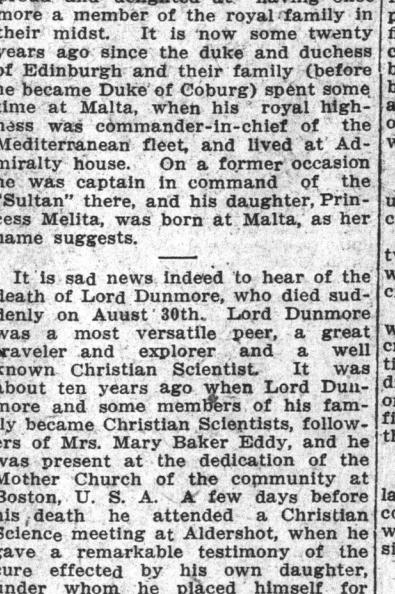 more a member of the royal family in
their midst. It is now some twenty
years ago since the duke and duchess
of Edinburgh and their family (before
he became Duke of Coburg) spent some
time at Malta, when his royal high-
ness was commander-in-chief of the
Mediterranean fleet, and lived at Ad-
miralty house. On a former occasion
he was captain in command of the
"Sultan" there, and his daughter, Prin-
cess Melita, was born at Malta, as her
name suggests.
It is sad news indeed to hear of the
death of Lord Dunmore, who died sud-
denly on Auust 30th. Lord Dunmore
was a most versatile peer, a great
traveler and explorer and a well
known Christian Scientist. It was
about ten years ago when Lord Dun-
more and some members of his fam-
ily became Christian Scientists, follow-
ers of Mrs. Mary Baker Eddy, and he
was present at the dedication of the
Mother Church of the community at
Boston, U. S. A. A few days before
his death he attended a Christian
Science meeting at Aldershot, when he
gave a remarkable testimony of the
cure effected by his own daughter,
under whom he placed himself for